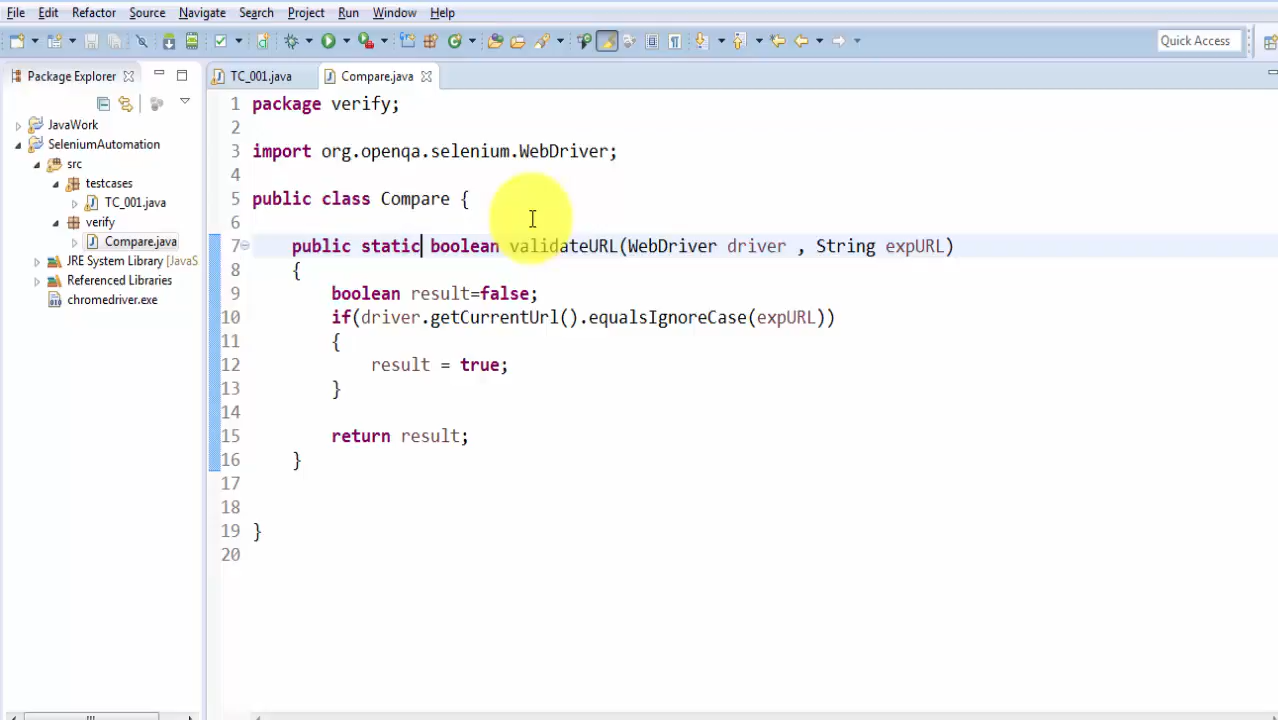 File Edit Refactor Source Navigate Search Project Run Window Help
Quick Access
Package Explorer
TC_001.java
Compare.java
JavaWork
SeleniumAutomation
src
testcases
TC_001.java
verify
Compare.java
JRE System Library [JavaS
Referenced Libraries
chromedriver.exe
1 package verify;
2
3 import org.openqa.selenium.WebDriver;
4
5 public class Compare {
6
7 public static boolean validateURL(WebDriver driver , String expURL)
8 {
9 boolean result=false;
10 if(driver.getCurrentUrl().equalsIgnoreCase(expURL))
11 {
12 result = true;
13 }
14
15 return result;
16 }
17
18
19 }
20